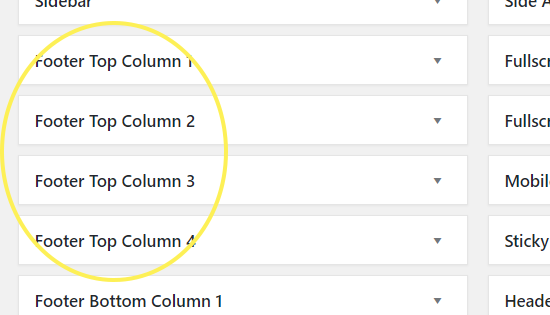 Sidebar
Side A
Footer Top Column 1
Fullscr
Footer Top Column 2
Fullscr
Footer Top Column 3
Mobil
Footer Top Column 4
Sticky
Footer Bottom Column 1
Heade